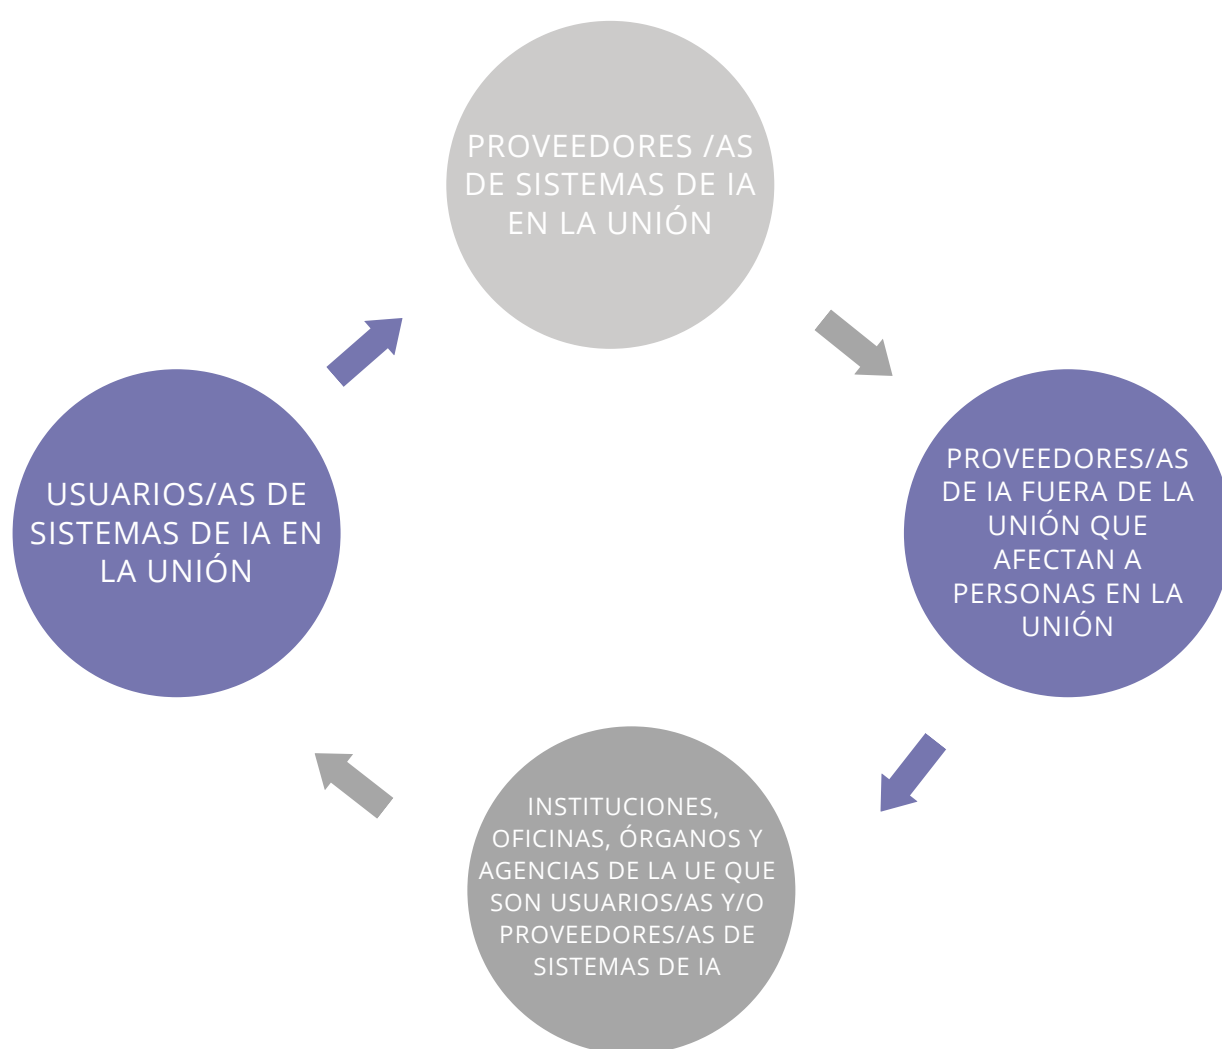 PROVEEDORES /AS
DE SISTEMAS DE IA
EN LA UNIÓN
PROVEEDORES/AS
DE IA FUERA DE LA
UNIÓN QUE
AFECTAN A
PERSONAS EN LA
UNIÓN
INSTITUCIONES,
OFICINAS, ÓRGANOS Y
AGENCIAS DE LA UE QUE
SON USUARIOS/AS Y/O
PROVEEDORES/AS DE
SISTEMAS DE IA
USUARIOS/AS DE
SISTEMAS DE IA EN
LA UNIÓN